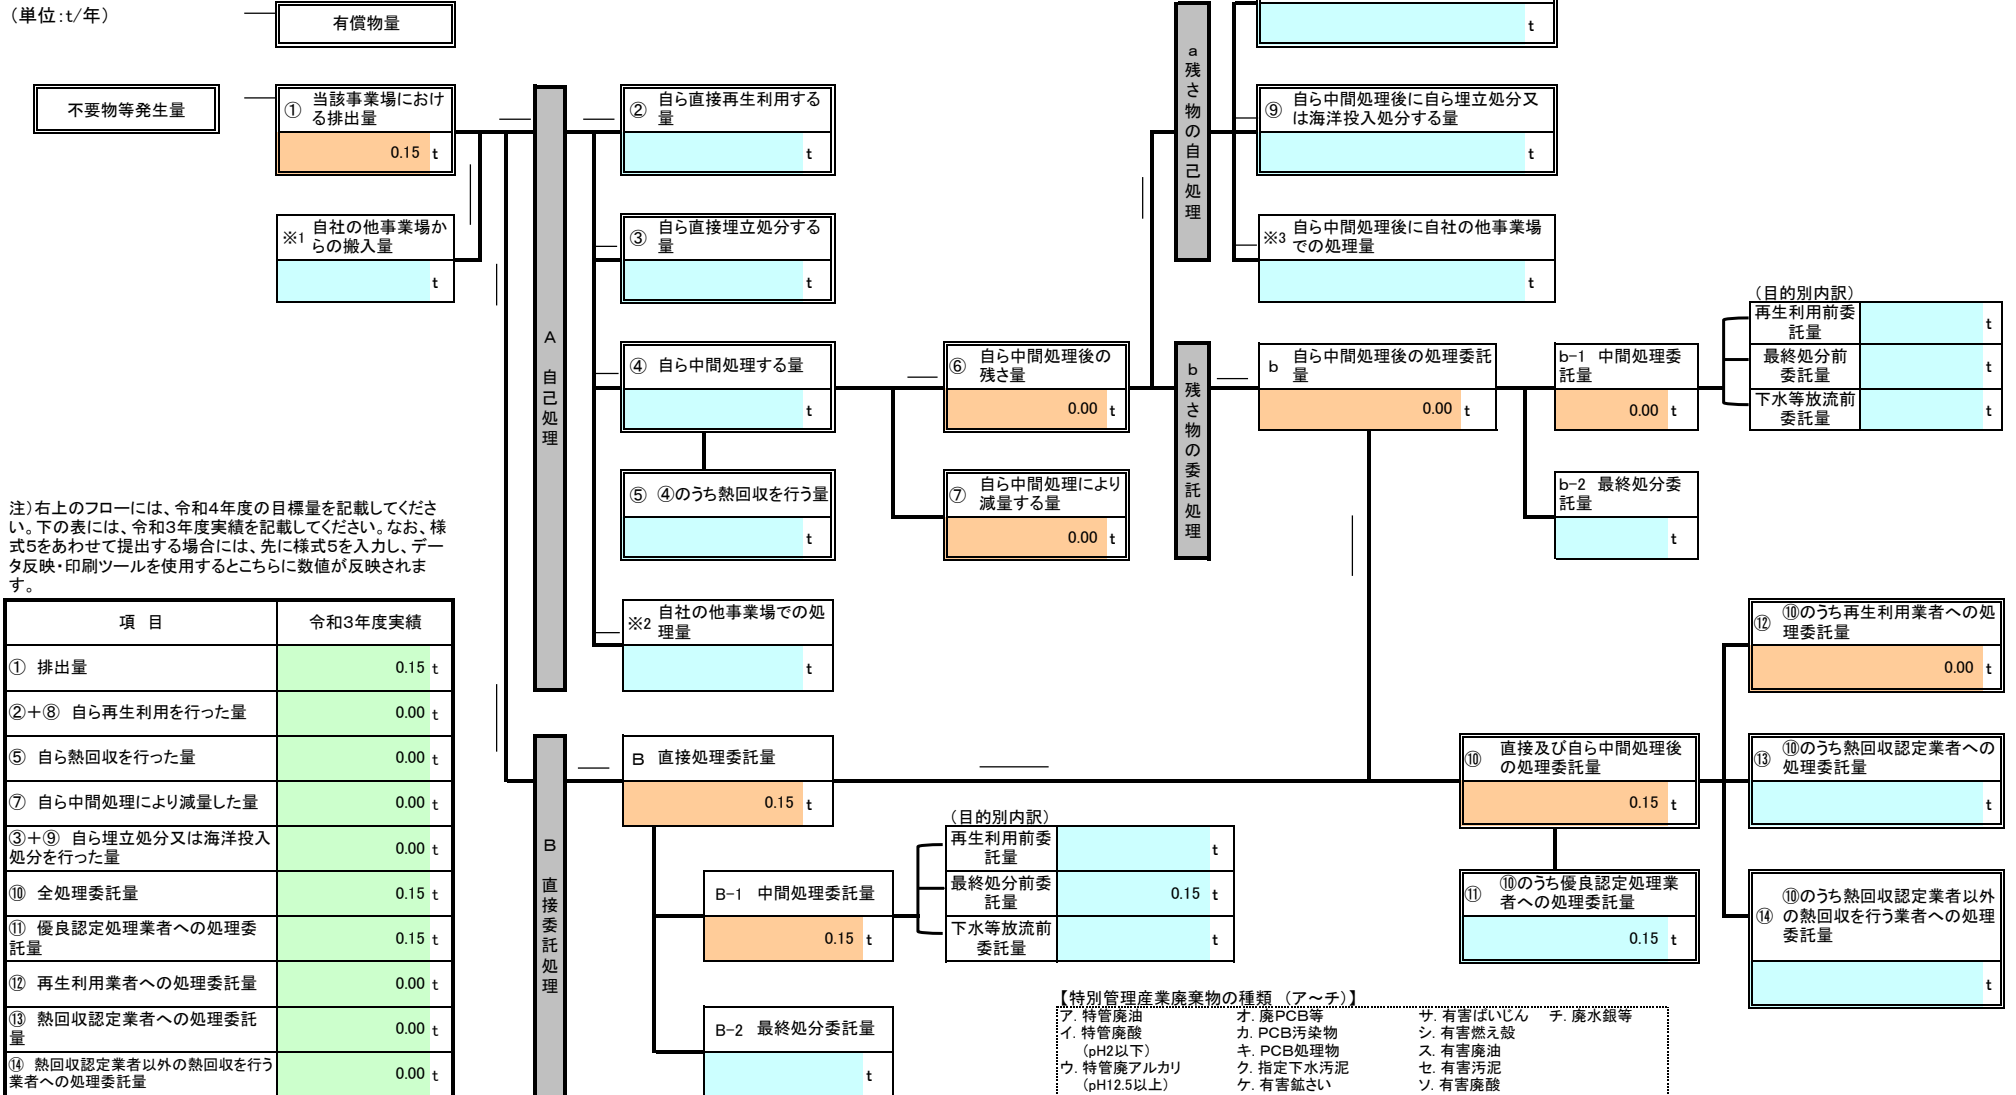 （単位：t/年）
有償物量
t
不要物等発生量
① 当該事業場におけ
る排出量
0.15 t
※1 自社の他事業場か
らの搬入量
t
A 自己処理
② 自ら直接再生利用する
量
t
③ 自ら直接埋立処分する
量
t
④ 自ら中間処理する量
t
⑤ ④のうち熱回収を行う量
t
※2 自社の他事業場での処
理量
t
⑥ 自ら中間処理後の
残さ量
0.00 t
⑦ 自ら中間処理により
減量する量
0.00 t
a 残さ物の自己処理
⑨ 自ら中間処理後に自ら埋立処分又
は海洋投入処分する量
t
※3 自ら中間処理後に自社の他事業場
での処理量
t
b 残さ物の委託処理
b 自ら中間処理後の処理委託
量
0.00 t
b-1 中間処理委
託量
0.00 t
b-2 最終処分委
託量
t
（目的別内訳）
再生利用前委
託量
t
最終処分前
委託量
t
下水等放流前
委託量
t
注）右上のフローには、令和４年度の目標量を記載してくださ
い。下の表には、令和３年度実績を記載してください。なお、様
式５をあわせて提出する場合には、先に様式５を入力し、デー
タ反映・印刷ツールを使用するとこちらに数値が反映されま
す。
項 目 令和３年度実績
① 排出量 0.15 t
②＋⑧ 自ら再生利用を行った量 0.00 t
⑤ 自ら熱回収を行った量 0.00 t
⑦ 自ら中間処理により減量した量 0.00 t
③＋⑨ 自ら埋立処分又は海洋投入
処分を行った量 0.00 t
⑩ 全処理委託量 0.15 t
⑪ 優良認定処理業者への処理委
託量 0.15 t
⑫ 再生利用業者への処理委託量 0.00 t
⑬ 熱回収認定業者への処理委託
量 0.00 t
⑭ 熱回収認定業者以外の熱回収を行う
業者への処理委託量 0.00 t
B 直接委託処理
B 直接処理委託量
0.15 t
B-1 中間処理委託量
0.15 t
B-2 最終処分委託量
t
（目的別内訳）
再生利用前委
託量
t
最終処分前委
託量
0.15 t
下水等放流前
委託量
t
⑩ 直接及び自ら中間処理後
の処理委託量
0.15 t
⑪ ⑩のうち優良認定処理業
者への処理委託量
0.15 t
⑫ ⑩のうち再生利用業者への処
理委託量
0.00 t
⑬ ⑩のうち熱回収認定業者への
処理委託量
t
⑭ ⑩のうち熱回収認定業者以外
の熱回収を行う業者への処理
委託量
t
【特別管理産業廃棄物の種類 （ア～チ）】
ア. 特管廃油 オ. 廃PCB等 サ. 有害ばいじん チ. 廃水銀等
イ. 特管廃酸 カ. PCB汚染物 シ. 有害燃え殻
（pH2以下） キ. PCB処理物 ス. 有害廃油
ウ. 特管廃アルカリ ク. 指定下水汚泥 セ. 有害汚泥
（pH12.5以上） ケ. 有害鉱さい ソ. 有害廃酸